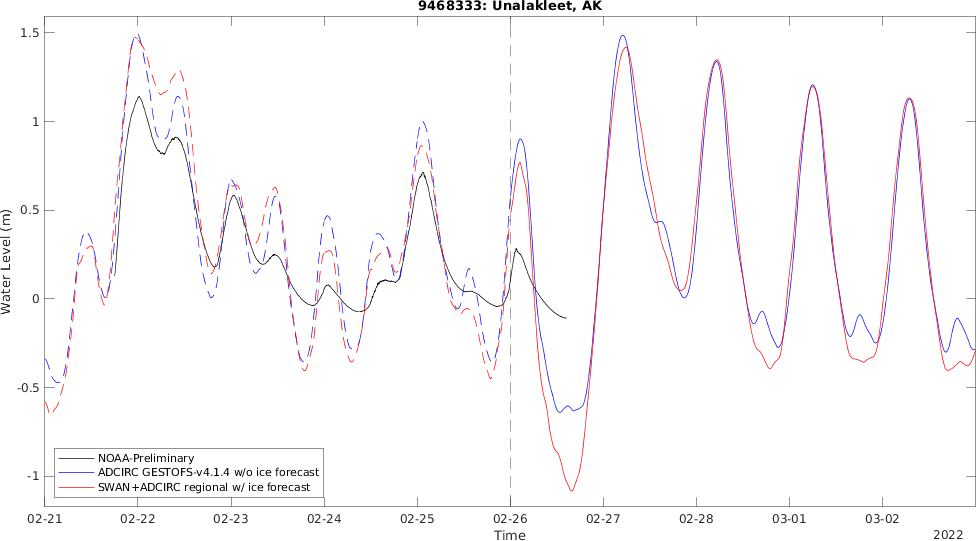 9468333: Unalakleet, AK
1.5
1
0.5
0
-0.5
-1
Water Level (m)
NOAA-Preliminary
ADCIRC GESTOFS-v4.1.4 w/o ice forecast
SWAN+ADCIRC regional w/ ice forecast
02-21 02-22 02-23 02-24 02-25 02-26 02-27 02-28 03-01 03-02
Time
2022